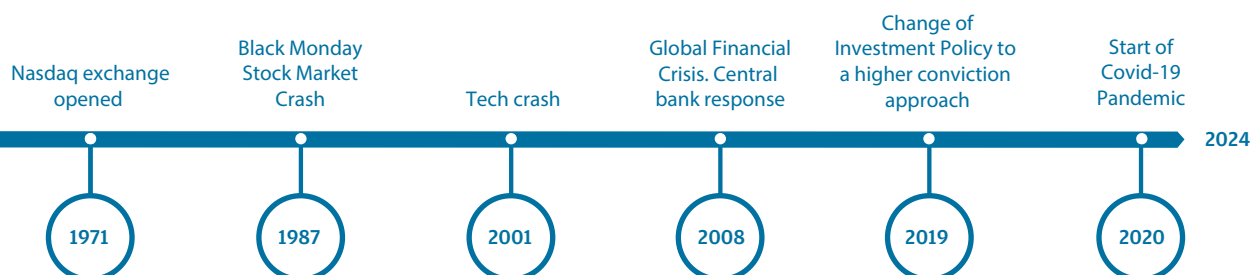 Nasdaq exchange
opened
Black Monday
Stock Market
Crash
Tech crash
Global Financial
Crisis. Central
bank response
Change of
Investment Policy to
a higher conviction
approach
Start of
Covid-19
Pandemic
2024
1971
1987
2001
2008
2019
2020